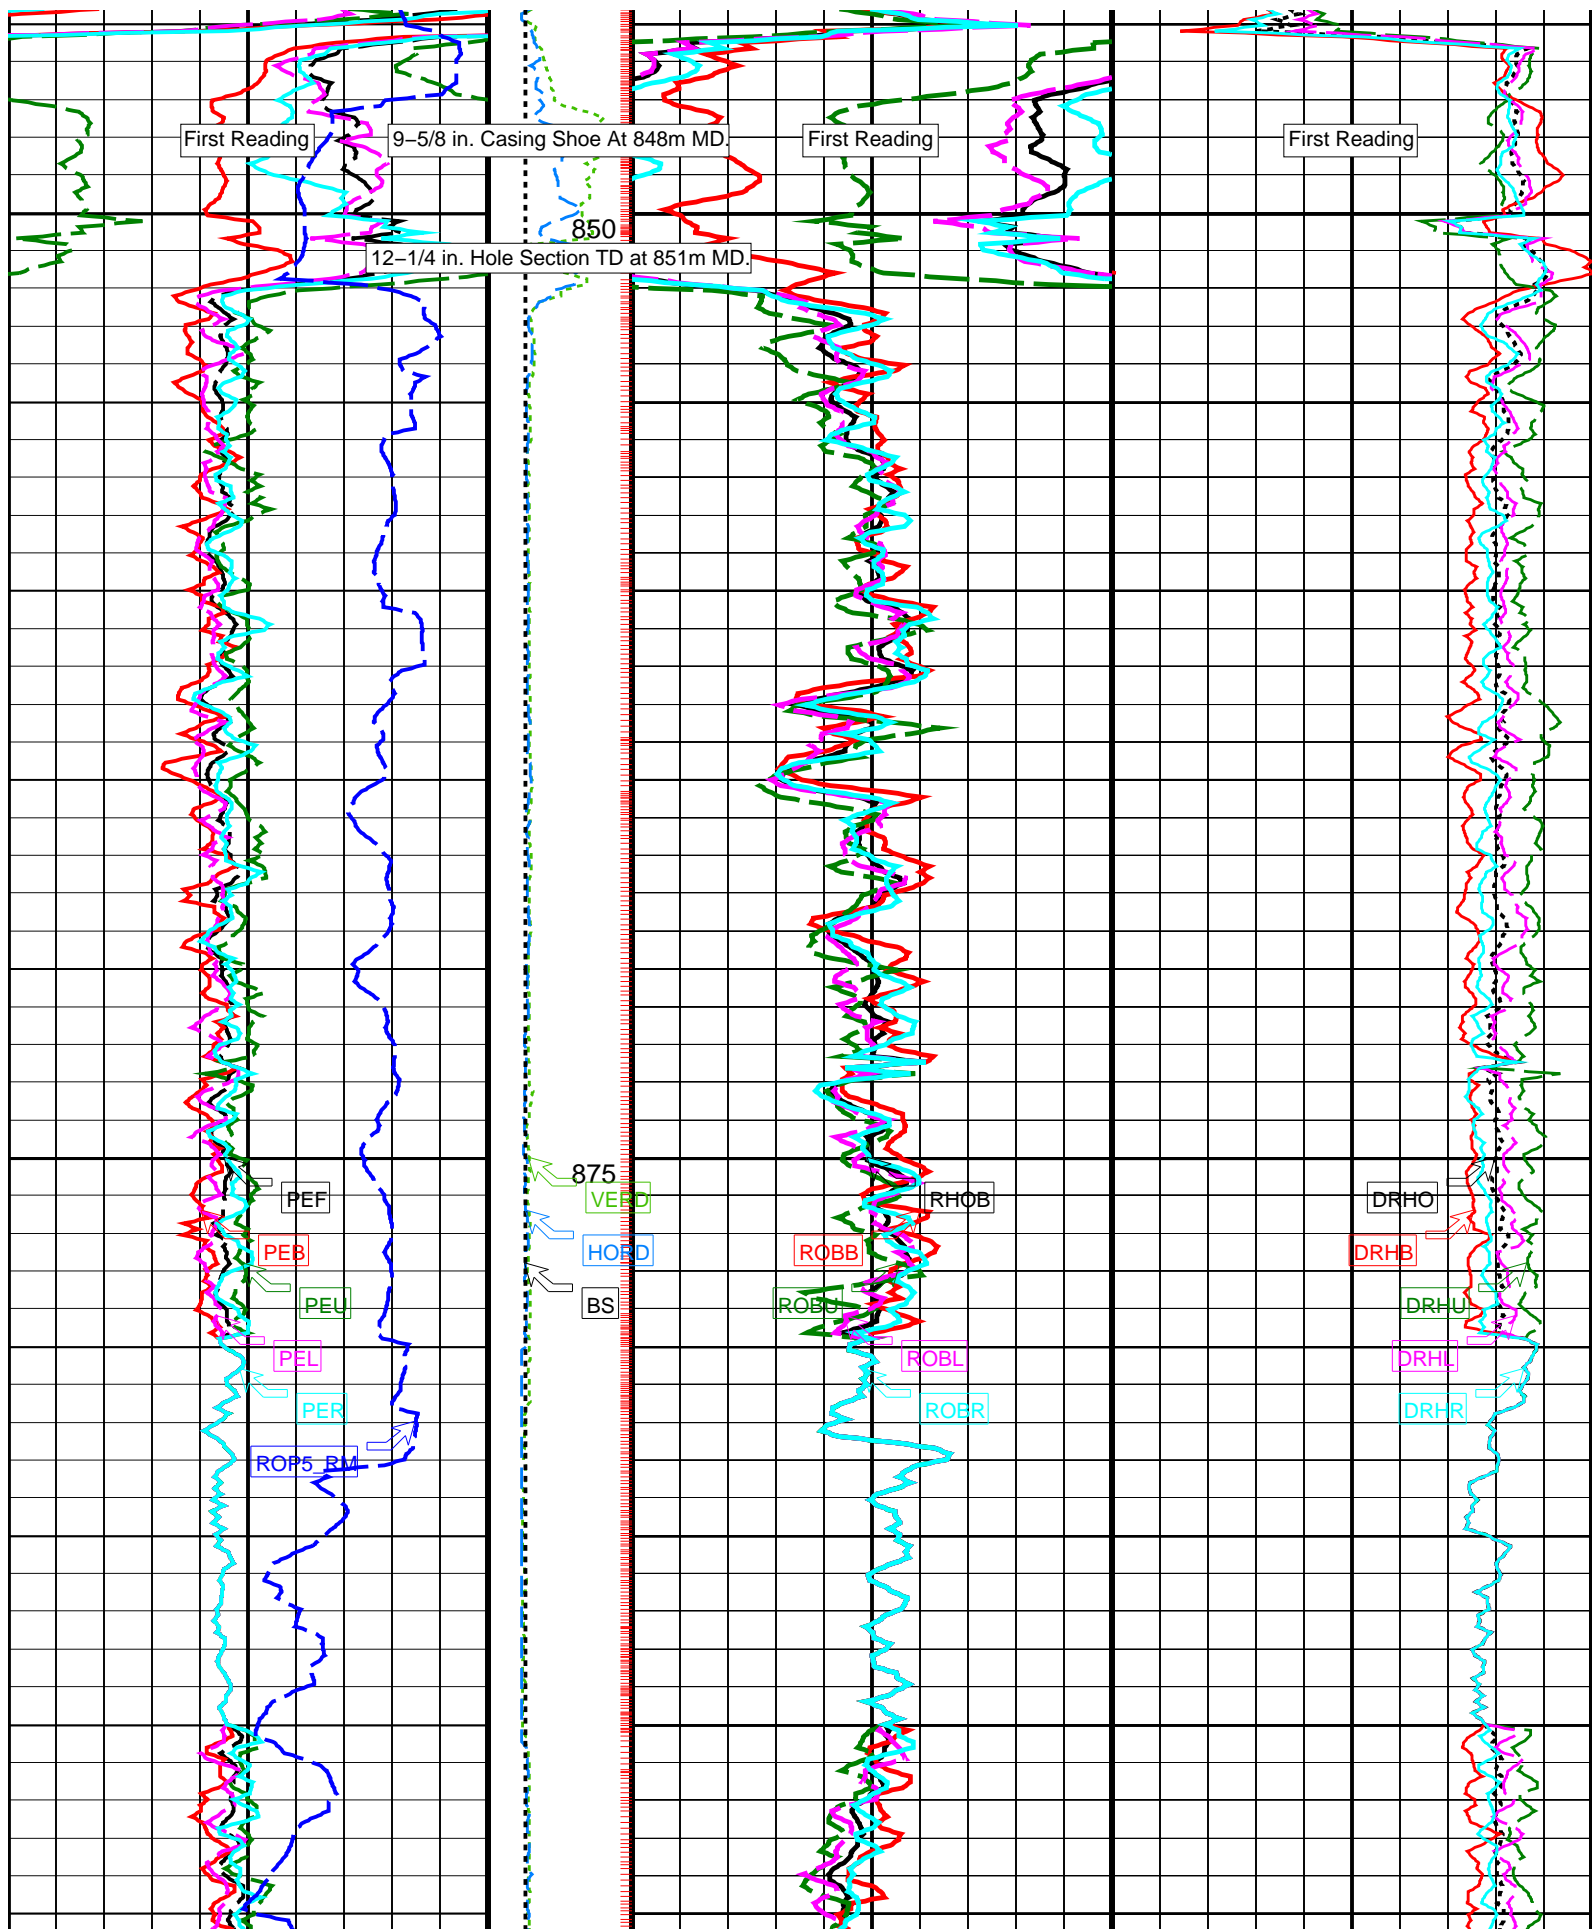 First Reading
9–5/8 in. Casing Shoe At 848m MD.
First Reading
First Reading
850
12–1/4 in. Hole Section TD at 851m MD.
875
PEF
VERD
RHOB
DRHO
PEB
HORD
ROBB
DRHB
PEU
BS
ROBU
DRHU
PEL
ROBL
DRHL
PER
ROBR
DRHR
ROP5_RM